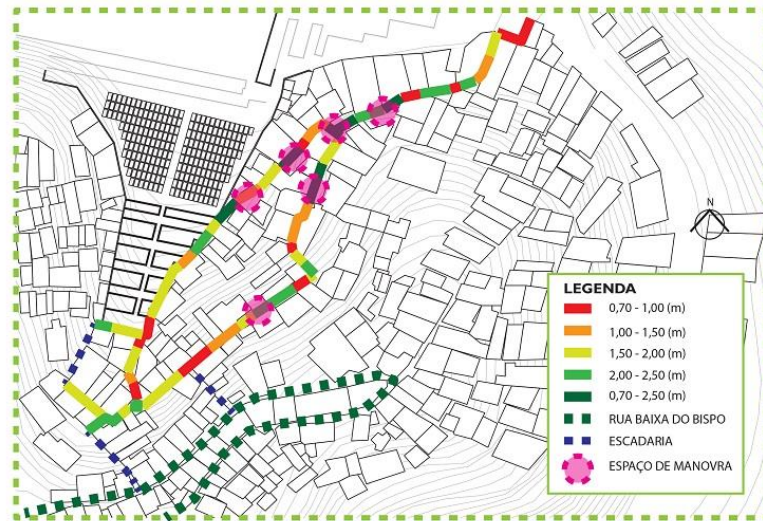 N
LEGENDA
0,70 - 1,00 (m)
1,00 - 1,50 (m)
1,50 - 2,00 (m)
2,00 - 2,50 (m)
0,70 - 2,50 (m)
RUA BAIXA DO BISPO
ESCADARIA
ESPAÇO DE MANOVRA